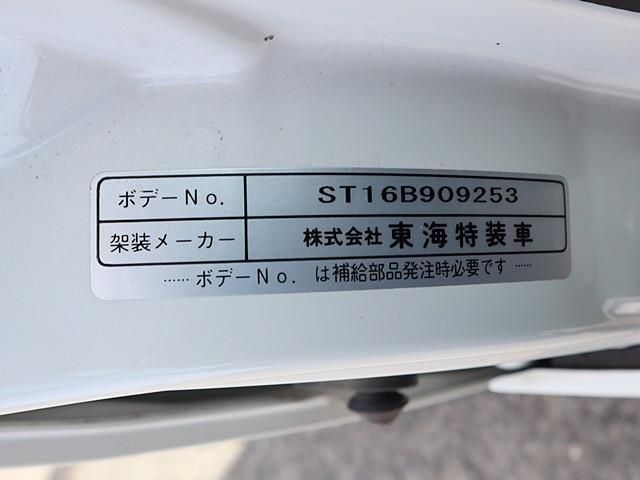 ボデーNo. ST16B909253
架装メーカー 株式会社 東海特装車
……ボデーNo. は補給部品発注時必要です……